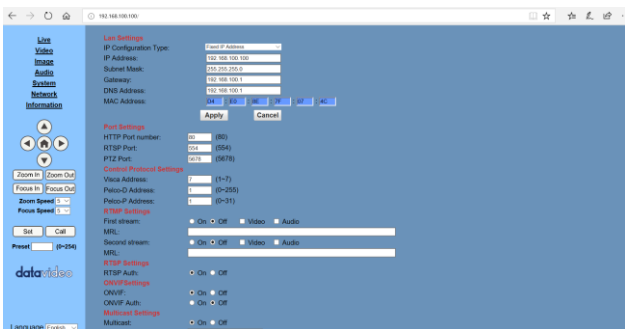 192.168.100.100/
Live
Video
Image
Audio
System
Network
Information
Zoom In Zoom Out
Focus In Focus Out
Zoom Speed 5
Focus Speed 5
Set Call
Preset (0~254)
datavideo
Language English
Lan Settings
IP Configuration Type: Fixed IP Address
IP Address: 192.168.100.100
Subnet Mask: 255.255.255.0
Gateway: 192.168.100.1
DNS Address: 192.168.100.1
MAC Address: D4 7F 4C
Apply Cancel
Port Settings
HTTP Port number: 80 (80)
RTSP Port: 554 (554)
PTZ Port: 5678 (5678)
Control Protocol Settings
Visca Address: 7 (1~7)
Pelco-D Address: 1 (0~255)
Pelco-P Address: 1 (0~31)
RTMP Settings
First stream: On Off Video Audio
MRL:
Second stream: On Off Video Audio
MRL:
RTSP Settings
RTSP Auth: On Off
ONVIFSettings
ONVIF: On Off
ONVIF Auth: On Off
Multicast Settings
Multicast: On Off